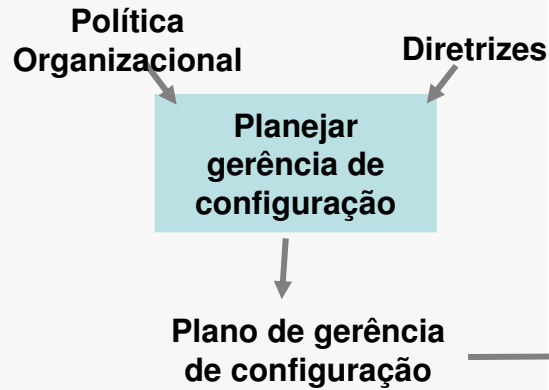 Política
Organizacional
Diretrizes
Planejar
gerência de
configuração
Plano de gerência
de configuração